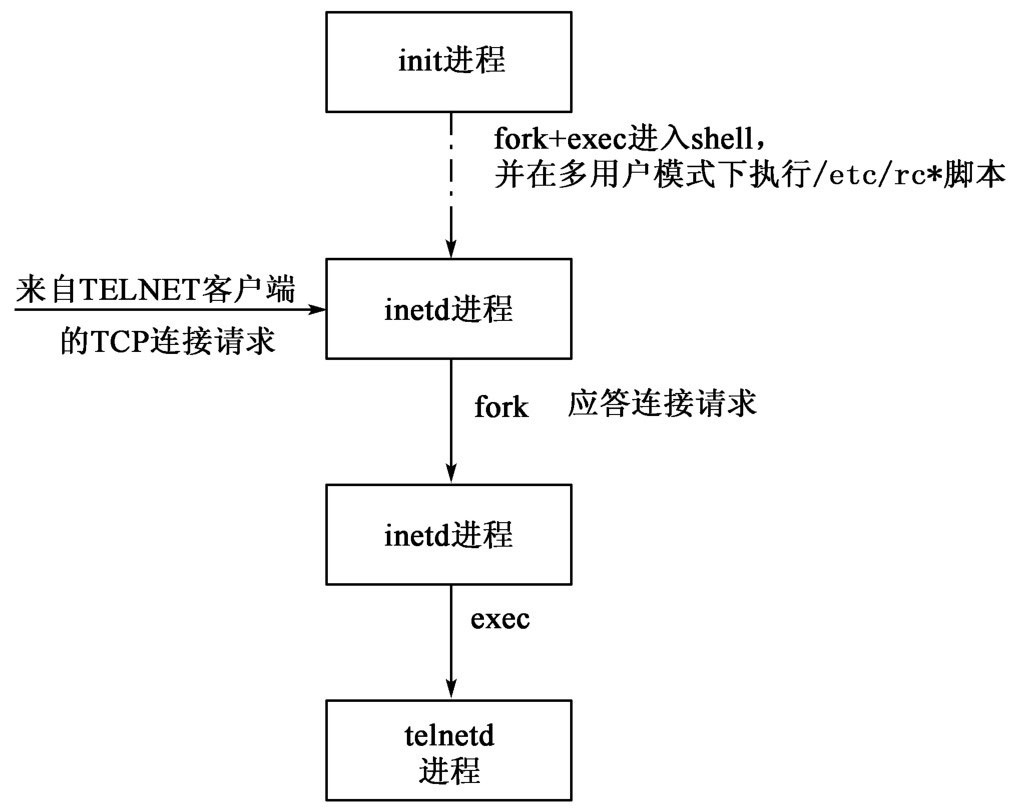 init进程
fork+exec进入shell，
并在多用户模式下执行/etc/rc*脚本
来自TELNET客户端
的TCP连接请求
inetd进程
fork 应答连接请求
inetd进程
exec
telnetd
进程